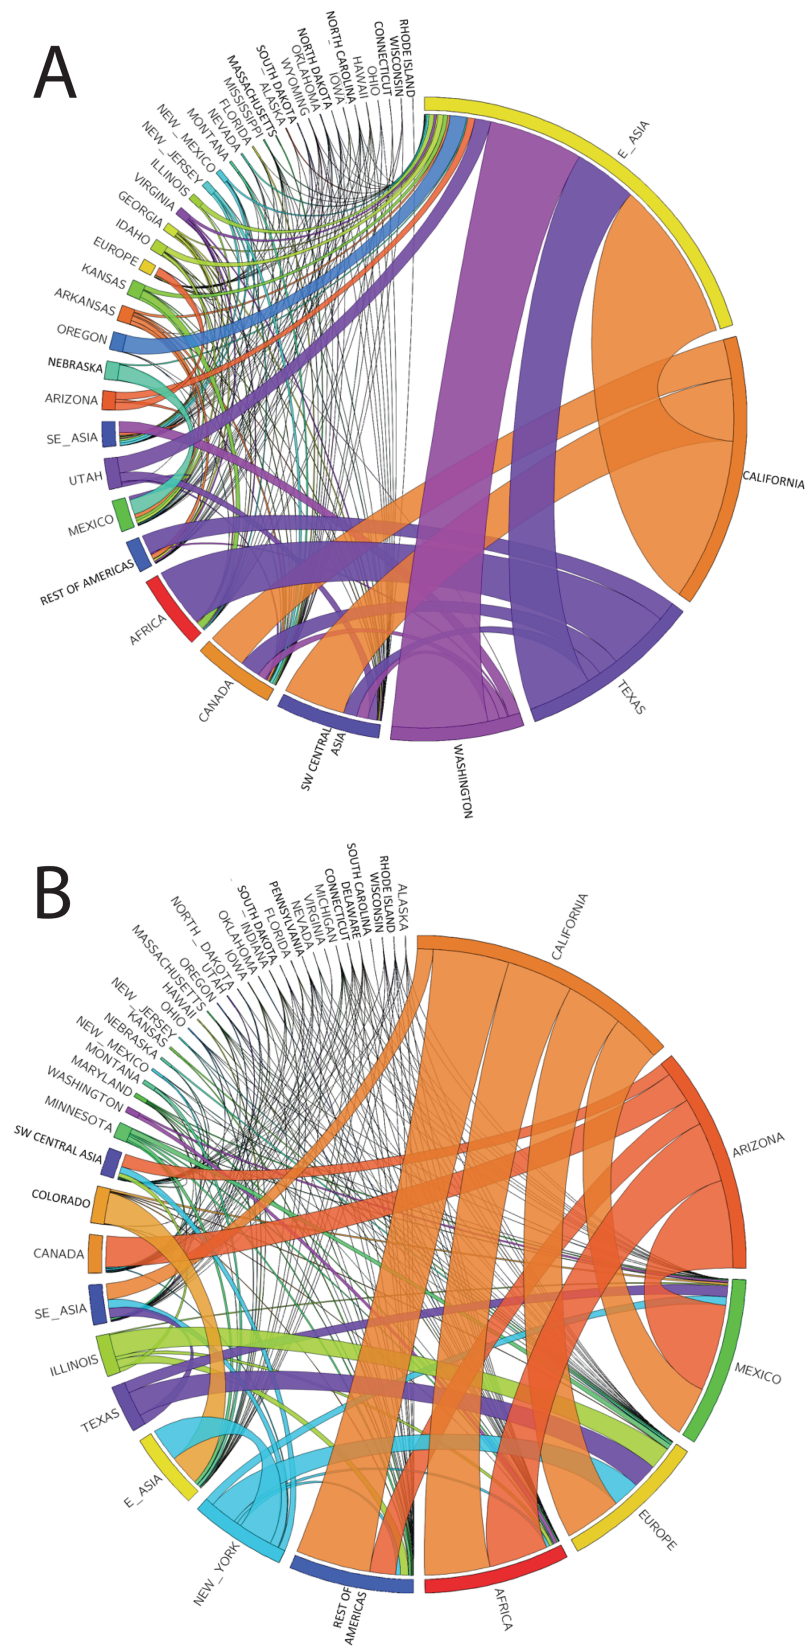 A
RHODE ISLAND
WISCONSIN
CONNECTICUT
OHIO
HAWAII
NORTH_CAROLINA
IOWA
NORTH DAKOTA
OKLAHOMA
WYOMING
SOUTH_DAKOTA
ALASKA
MASSACHUSETTS
MISSISSIPPI
FLORIDA
NEVADA
MONTANA
NEW_MEXICO
NEW_JERSEY
ILLINOIS
VIRGINIA
GEORGIA
IDAHO
EUROPE
KANSAS
ARKANSAS
OREGON
NEBRASKA
ARIZONA
SE_ASIA
UTAH
MEXICO
REST OF AMERICAS
AFRICA
CANADA
SW CENTRAL
ASIA
WASHINGTON
TEXAS
CALIFORNIA
E_ASIA
B
ALASKA
RHODE ISLAND
WISCONSIN
SOUTH CAROLINA
DELAWARE
CONNECTICUT
MICHIGAN
VIRGINIA
NEVADA
PENNSYLVANIA
FLORIDA
INDIANA
SOUTH DAKOTA
OKLAHOMA
IOWA
UTAH
NORTH_DAKOTA
OREGON
MASSACHUSETTS
HAWAII
OHIO
NEW_JERSEY
KANSAS
NEBRASKA
NEW_MEXICO
MONTANA
MARYLAND
WASHINGTON
MINNESOTA
SW CENTRAL ASIA
COLORADO
CANADA
SE_ASIA
ILLINOIS
TEXAS
E_ASIA
NEW_YORK
REST OF
AMERICAS
AFRICA
EUROPE
MEXICO
ARIZONA
CALIFORNIA